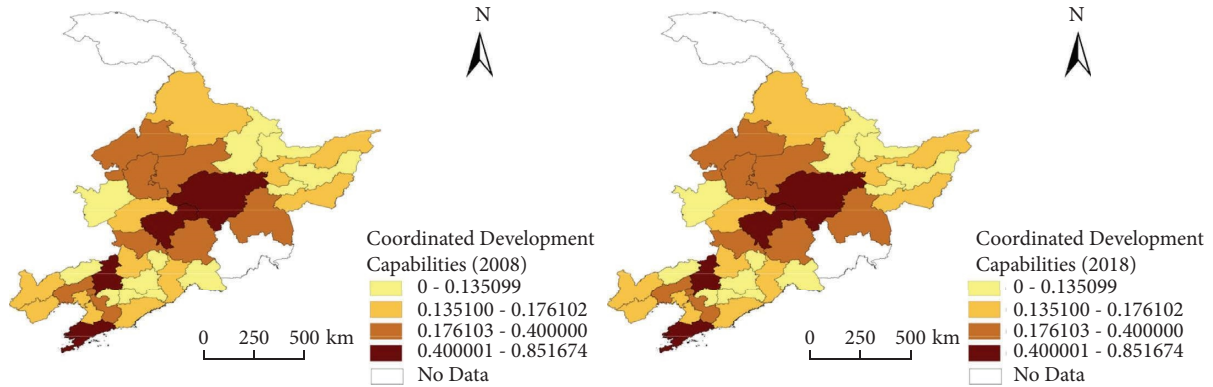 N
Coordinated Development
Capabilities (2008)
0 - 0.135099
0.135100 - 0.176102
0.176103 - 0.400000
0.400001 - 0.851674
No Data
0 250 500 km
N
Coordinated Development
Capabilities (2018)
0 - 0.135099
0.135100 - 0.176102
0.176103 - 0.400000
0.400001 - 0.851674
No Data
0 250 500 km